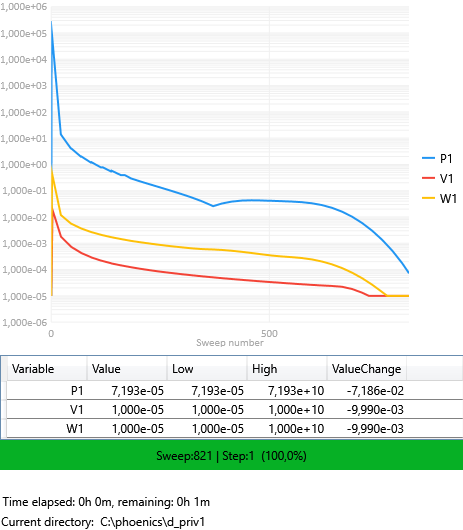 1,000e+06
1,000e+05
1,000e+04
1,000e+03
1,000e+02
1,000e+01
1,000e+00
1,000e-01
1,000e-02
1,000e-03
1,000e-04
1,000e-05
1,000e-06
0 500
Sweep number
P1
V1
W1
Variable Value Low High ValueChange
P1 7,193e-05 7,193e-05 7,193e+10 -7,186e-02
V1 1,000e-05 1,000e-05 1,000e+10 -9,990e-03
W1 1,000e-05 1,000e-05 1,000e+10 -9,990e-03
Sweep:821 | Step:1 (100,0%)
Time elapsed: 0h 0m, remaining: 0h 1m
Current directory: C:\phoenics\d_priv1